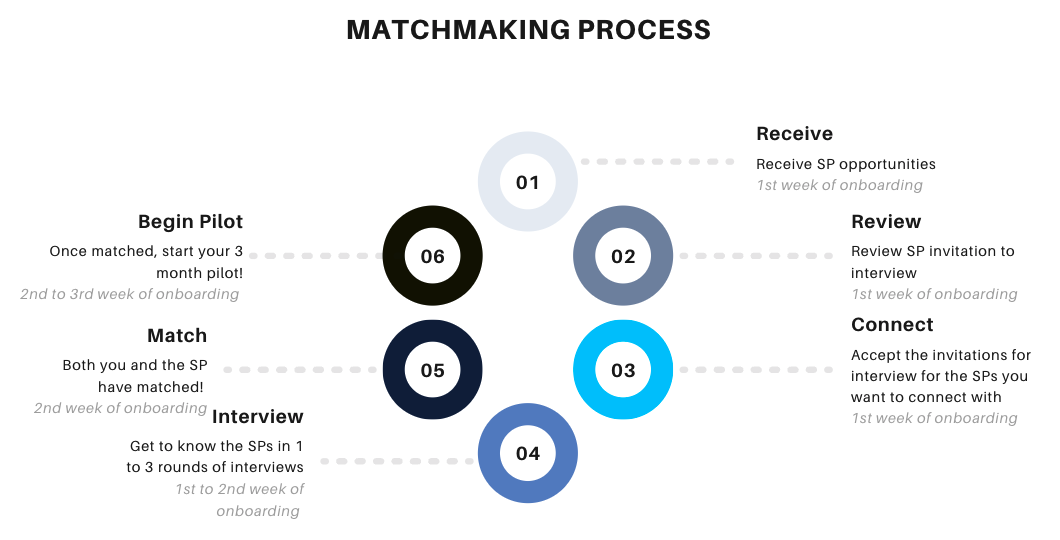 MATCHMAKING PROCESS
01
Receive
Receive SP opportunities
1st week of onboarding
02
Review
Review SP invitation to
interview
1st week of onboarding
03
Connect
Accept the invitations for
interview for the SPs you
want to connect with
1st week of onboarding
04
Interview
Get to know the SPs in 1
to 3 rounds of interviews
1st to 2nd week of
onboarding
05
Match
Both you and the SP
have matched!
2nd week of onboarding
06
Begin Pilot
Once matched, start your 3
month pilot!
2nd to 3rd week of onboarding